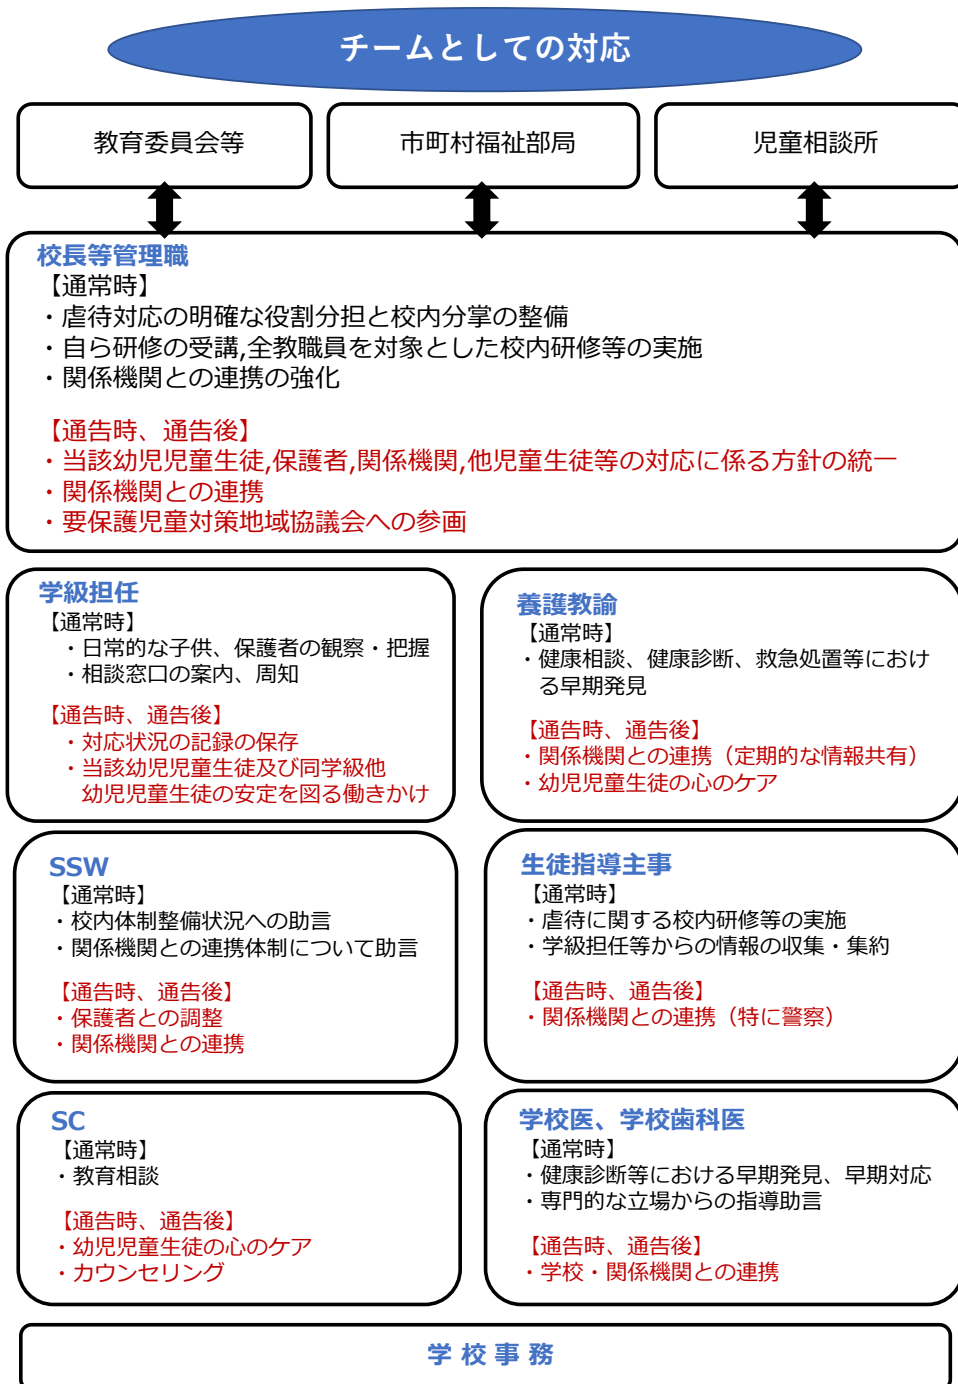 チームとしての対応
教育委員会等
市町村福祉部局
児童相談所
校長等管理職
【通常時】
・虐待対応の明確な役割分担と校内分掌の整備
・自ら研修の受講,全教職員を対象とした校内研修等の実施
・関係機関との連携の強化
【通告時、通告後】
・当該幼児児童生徒,保護者,関係機関,他児童生徒等の対応に係る方針の統一
・関係機関との連携
・要保護児童対策地域協議会への参画
学級担任
【通常時】
・日常的な子供、保護者の観察・把握
・相談窓口の案内、周知
【通告時、通告後】
・対応状況の記録の保存
・当該幼児児童生徒及び同学級他
幼児児童生徒の安定を図る働きかけ
養護教諭
【通常時】
・健康相談、健康診断、救急処置等におけ
る早期発見
【通告時、通告後】
・関係機関との連携（定期的な情報共有）
・幼児児童生徒の心のケア
SSW
【通常時】
・校内体制整備状況への助言
・関係機関との連携体制について助言
【通告時、通告後】
・保護者との調整
・関係機関との連携
生徒指導主事
【通常時】
・虐待に関する校内研修等の実施
・学級担任等からの情報の収集・集約
【通告時、通告後】
・関係機関との連携（特に警察）
SC
【通常時】
・教育相談
【通告時、通告後】
・幼児児童生徒の心のケア
・カウンセリング
学校医、学校歯科医
【通常時】
・健康診断等における早期発見、早期対応
・専門的な立場からの指導助言
【通告時、通告後】
・学校・関係機関との連携
学校事務